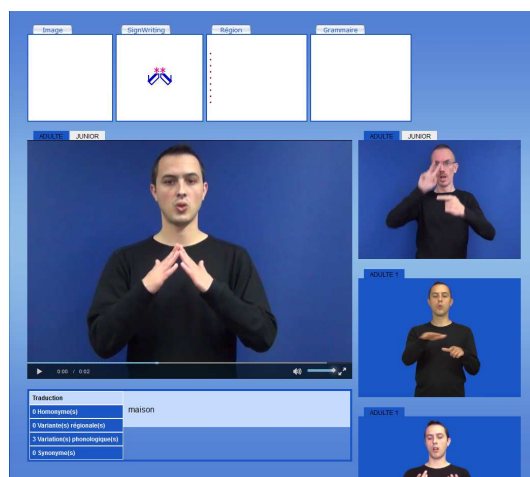 Image SignWriting Région Grammaire
ADULTE JUNIOR
ADULTE JUNIOR
ADULTE 1
0:00 / 0:02
Traduction
maison
0 Homonyme(s)
0 Variante(s) régionale(s)
3 Variation(s) phonologique(s)
0 Synonyme(s)
ADULTE 1